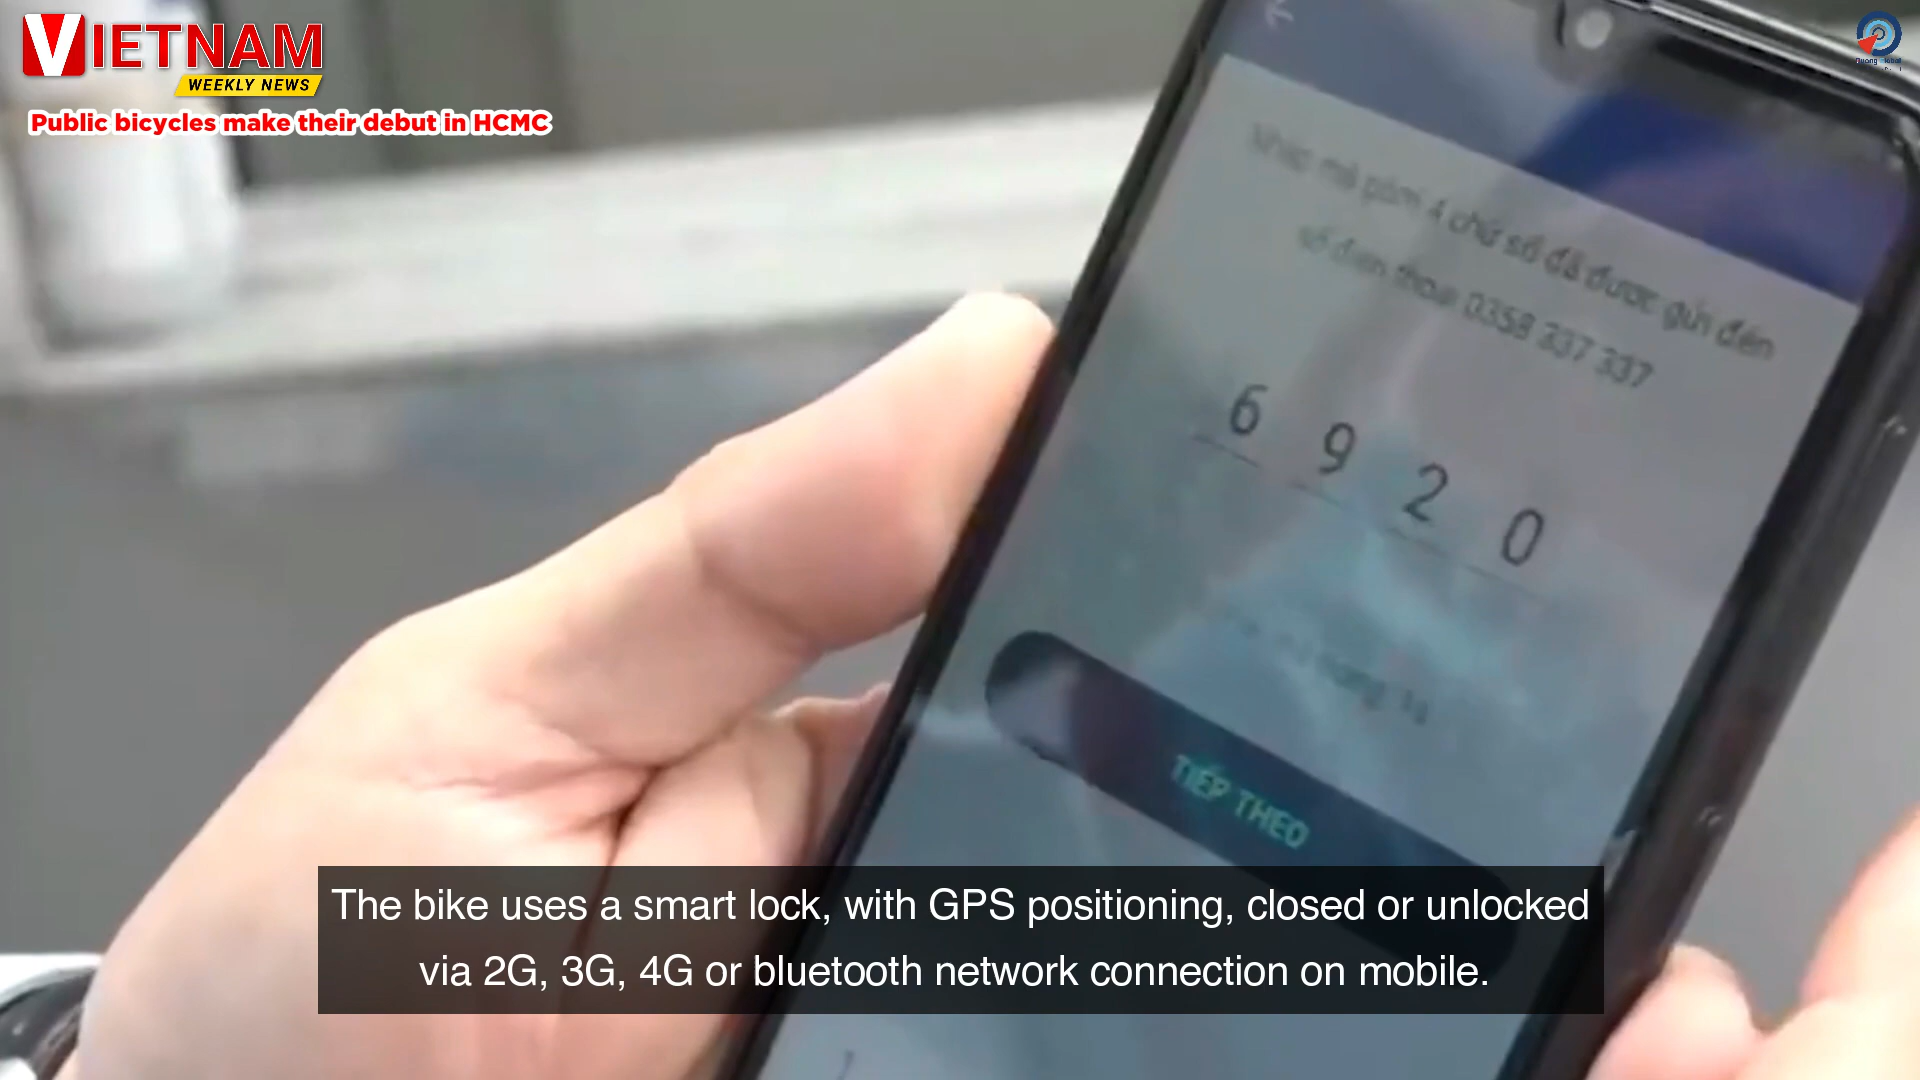 VIETNAM
WEEKLY NEWS
Public bicycles make their debut in HCMC
Nhập mã gồm 4 chữ số đã được gửi đến
số điện thoại 0358 337 337
6 9 2 0
TIẾP THEO
The bike uses a smart lock, with GPS positioning, closed or unlocked
via 2G, 3G, 4G or bluetooth network connection on mobile.